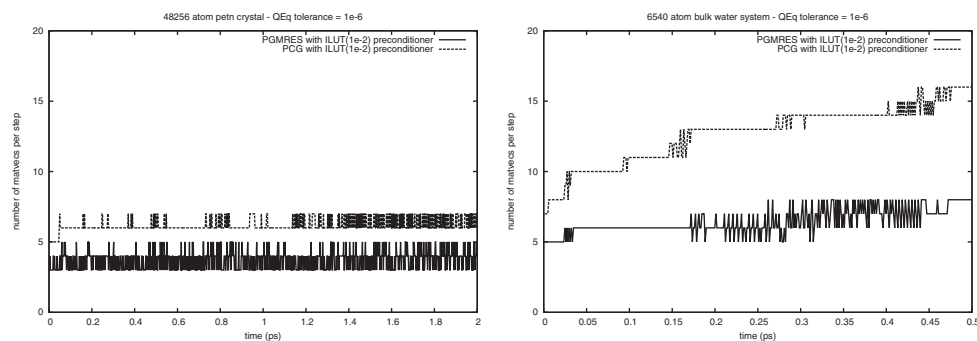 48256 atom petn crystal - QEq tolerance = 1e-6
PGMRES with ILUT(1e-2) preconditioner
PCG with ILUT(1e-2) preconditioner
number of matvecs per step
20
15
10
5
0
0 0.2 0.4 0.6 0.8 1 1.2 1.4 1.6 1.8 2
time (ps)
6540 atom bulk water system - QEq tolerance = 1e-6
PGMRES with ILUT(1e-2) preconditioner
PCG with ILUT(1e-2) preconditioner
number of matvecs per step
20
15
10
5
0
0 0.05 0.1 0.15 0.2 0.25 0.3 0.35 0.4 0.45 0.5
time (ps)